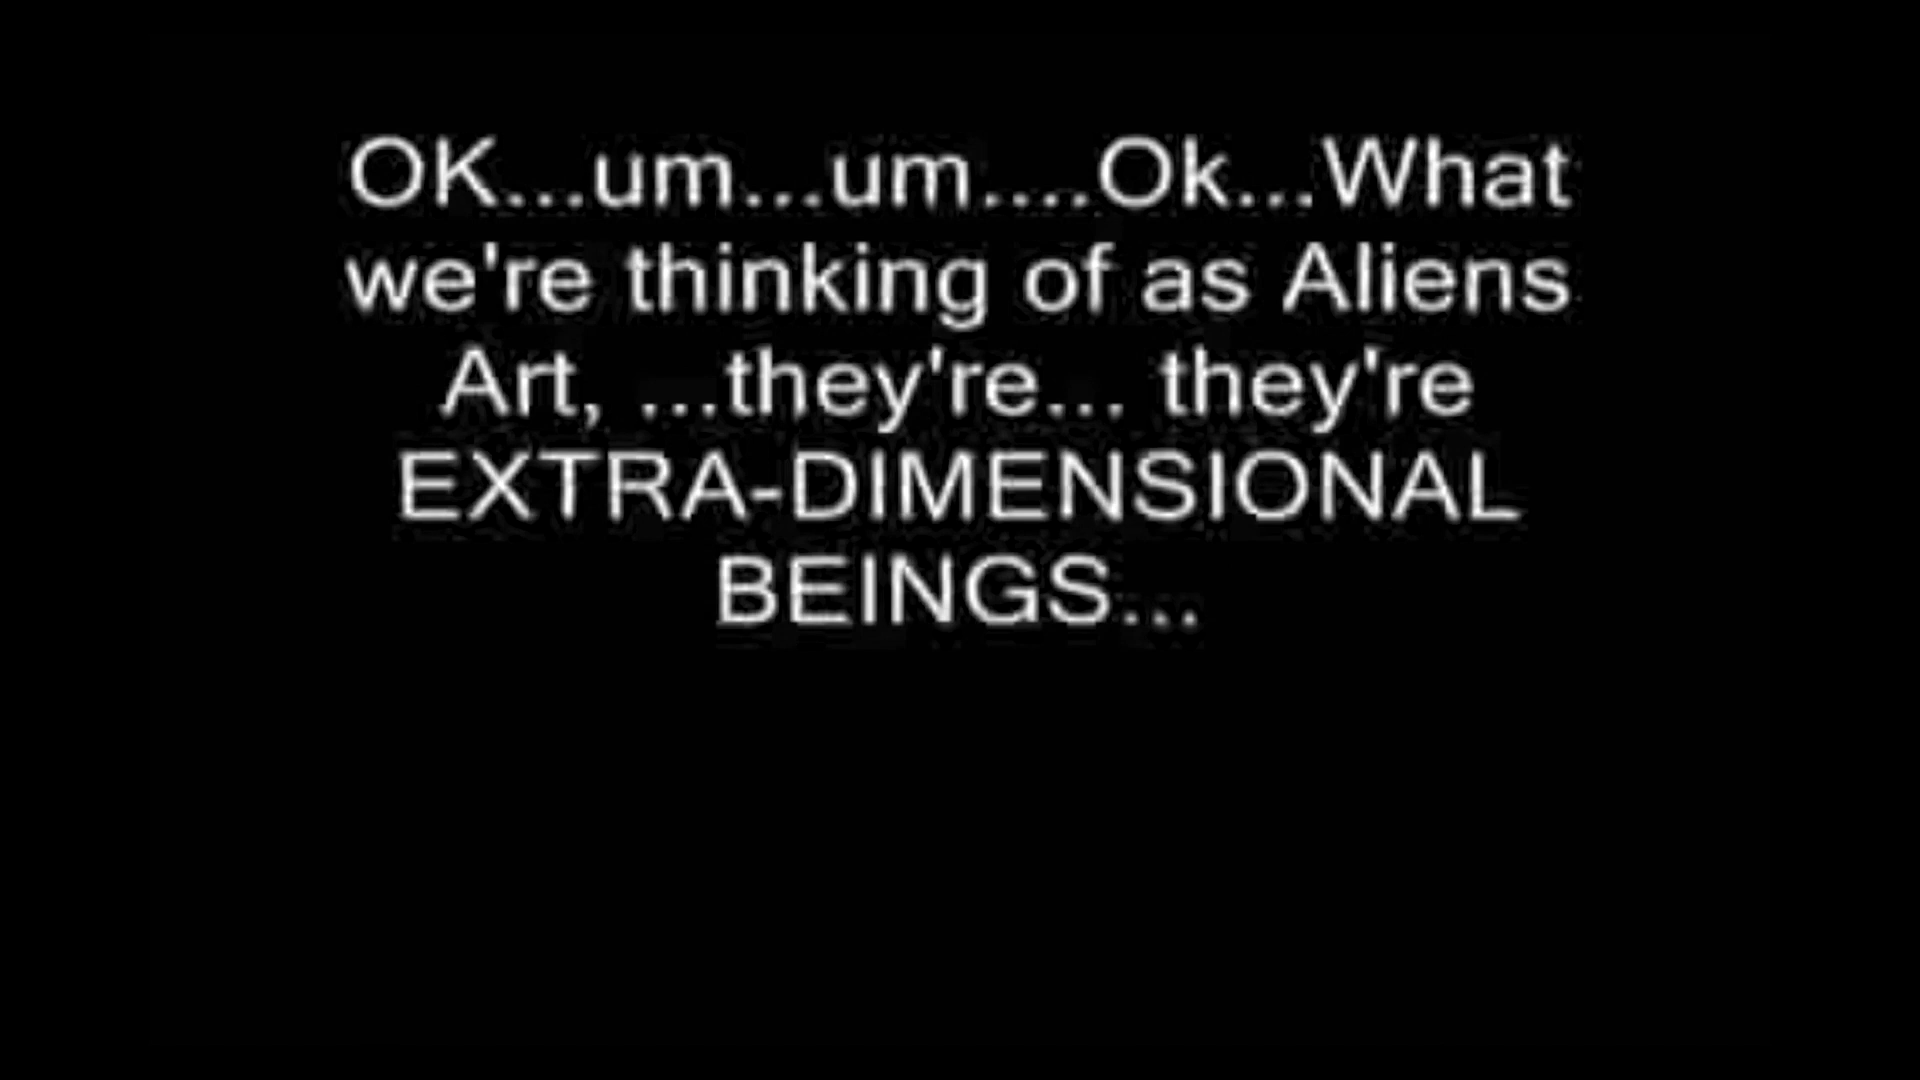 OK...um...um....Ok...What
we're thinking of as Aliens
Art, ...they're... they're
EXTRA-DIMENSIONAL
BEINGS...